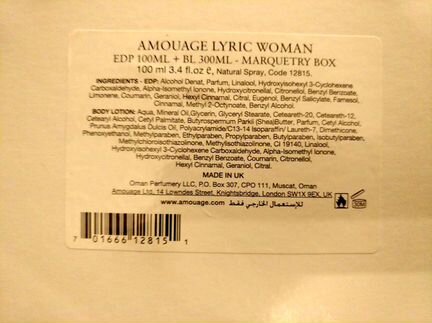 AMOUAGE LYRIC WOMAN
EDP 100ML + BL 300ML - MARQUETRY BOX
100 ml 3.4 fl.oz ℮, Natural Spray, Code 12815.
INGREDIENTS - EDP: Alcohol Denat, Parfum, Linalool, Hydroxyisohexyl 3-Cyclohexene
Carboxaldehyde, Alpha-Isomethyl Ionone, Hydroxycitronellal, Citronellol, Benzyl Benzoate,
Limonene, Coumarin, Geraniol, Hexyl Cinnamal, Citral, Eugenol, Benzyl Salicylate, Farnesol,
Cinnamal, Methyl 2-Octynoate, Benzyl Alcohol.
BODY LOTION: Aqua, Mineral Oil, Glycerin, Glyceryl Stearate, Ceteareth-20, Ceteareth-12,
Cetearyl Alcohol, Cetyl Palmitate, Butyrospermum Parkii (Shea)Butter, Parfum, Cetyl Alcohol,
Prunus Amygdalus Dulcis Oil, Polyacrylamide/C13-14 Isoparaffin/ Laureth-7, Dimethicone,
Phenoxyethanol, Methylparaben, Ethylparaben, Propylparaben, Butylparaben, Isobutylparaben,
Methylchloroisothiazolinone, Methylisothiazolinone, CI 19140, Linalool,
Hydroxyisohexyl 3-Cyclohexene Carboxaldehyde, Alpha-Isomethyl Ionone,
Hydroxycitronellal, Benzyl Benzoate, Coumarin, Citronellol,
Hexyl Cinnamal, Geraniol, Citral.
MADE IN UK
Oman Perfumery LLC, P.O. Box 307, CPO 111, Muscat, Oman
Amouage Ltd, 14 Lowndes Street, Knightsbridge, London SW1X 9EX, UK
www.amouage.com للإستعمال الخارجي فقط
30M
7 01666 12815 1